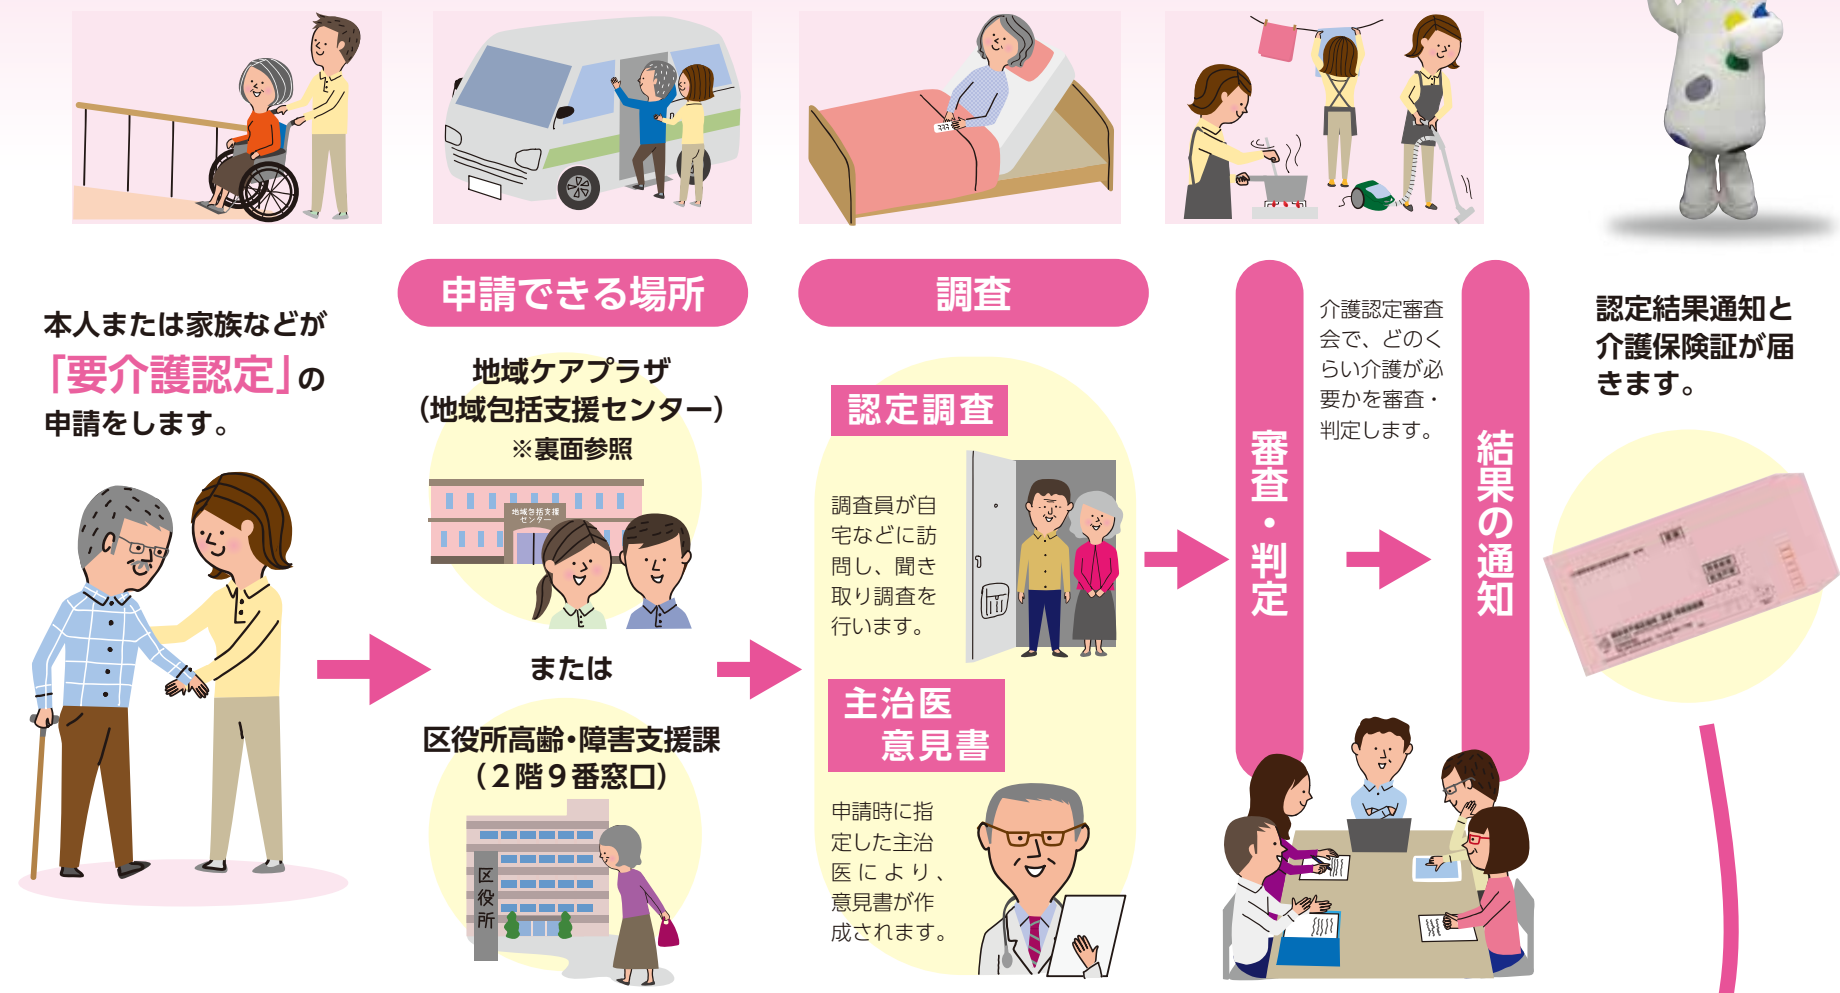 本人または家族などが
「要介護認定」の
申請をします。
申請できる場所
地域ケアプラザ
（地域包括支援センター）
※裏面参照
地域包括支援
センター
または
区役所高齢・障害支援課
（２階９番窓口）
区役所
調査
認定調査
調査員が自
宅などに訪
問し、聞き
取り調査を
行います。
主治医
意見書
申請時に指
定した主治
医により、
意見書が作
成されます。
審査・判定
介護認定審査
会で、どのく
らい介護が必
要かを審査・
判定します。
結果の通知
認定結果通知と
介護保険証が届
きます。